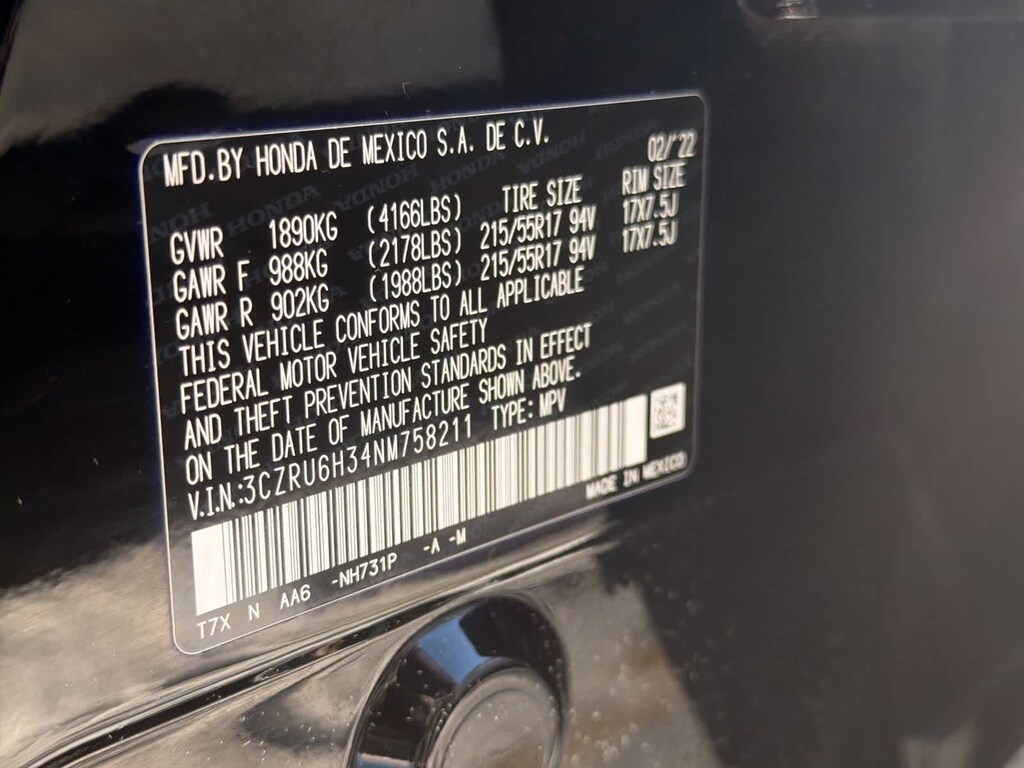 MFD.BY HONDA DE MEXICO S.A. DE C.V. 02/'22
GVWR 1890KG (4166LBS) TIRE SIZE RIM SIZE
GAWR F 988KG (2178LBS) 215/55R17 94V 17X7.5J
GAWR R 902KG (1988LBS) 215/55R17 94V 17X7.5J
THIS VEHICLE CONFORMS TO ALL APPLICABLE
FEDERAL MOTOR VEHICLE SAFETY
AND THEFT PREVENTION STANDARDS IN EFFECT
ON THE DATE OF MANUFACTURE SHOWN ABOVE.
V.I.N.:3CZRU6H34NM758211 TYPE: MPV
MADE IN MEXICO
T7X N AA6 -NH731P -A -M